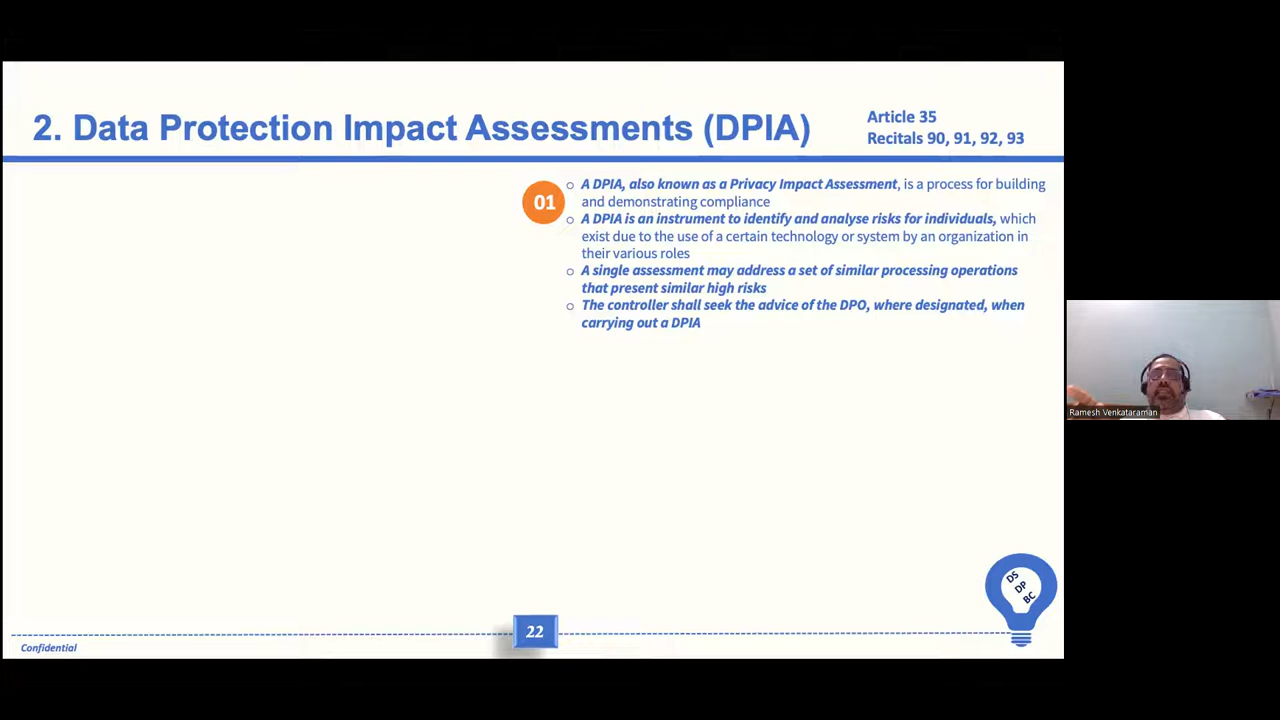 2. Data Protection Impact Assessments (DPIA)
Article 35
Recitals 90, 91, 92, 93
01
o A DPIA, also known as a Privacy Impact Assessment, is a process for building
and demonstrating compliance
o A DPIA is an instrument to identify and analyse risks for individuals, which
exist due to the use of a certain technology or system by an organization in
their various roles
o A single assessment may address a set of similar processing operations
that present similar high risks
o The controller shall seek the advice of the DPO, where designated, when
carrying out a DPIA
Ramesh Venkataraman
DS
DP
BC
22
Confidential